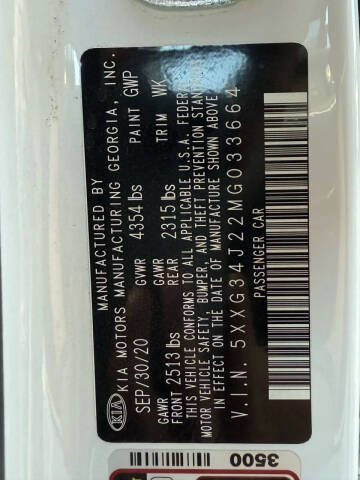 MANUFACTURED BY
KIA KIA MOTORS MANUFACTURING GEORGIA, INC.
SEP/30/20 PAINT GWP
GVWR 4354 lbs TRIM WK
GAWR GAWR
FRONT 2513 lbs REAR 2315 lbs
THIS VEHICLE CONFORMS TO ALL APPLICABLE U.S.A. FEDERAL
MOTOR VEHICLE SAFETY, BUMPER, AND THEFT PREVENTION STANDARDS
IN EFFECT ON THE DATE OF MANUFACTURE SHOWN ABOVE
V.I.N. 5XXG34J22MG033664
PASSENGER CAR
3500